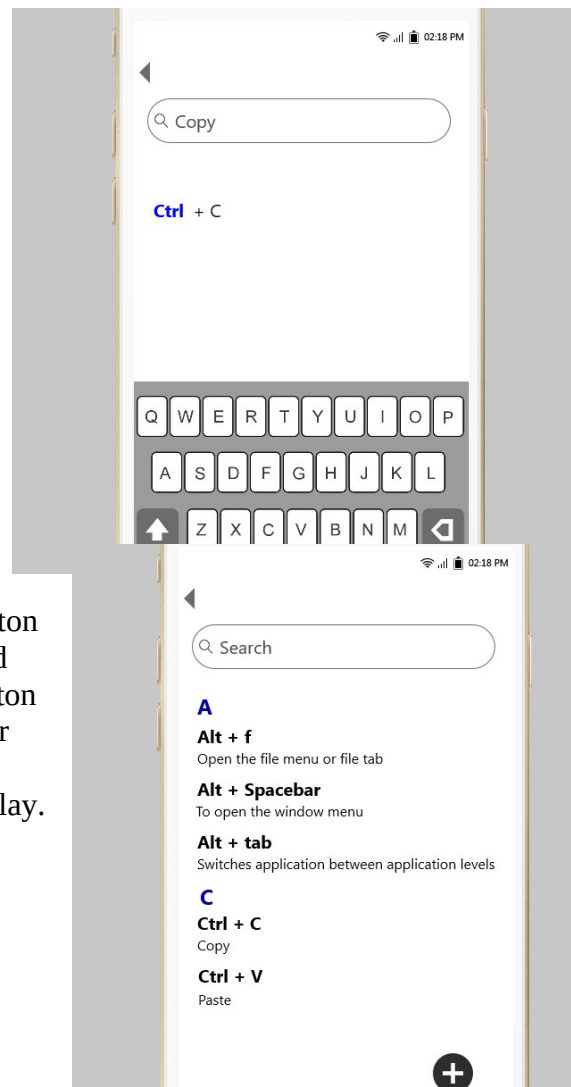 02:18 PM
Copy
Ctrl + C
Q W E R T Y U I O P
A S D F G H J K L
Z X C V B N M
02:18 PM
Search
A
Alt + f
Open the file menu or file tab
Alt + Spacebar
To open the window menu
Alt + tab
Switches application between application levels
C
Ctrl + C
Copy
Ctrl + V
Paste